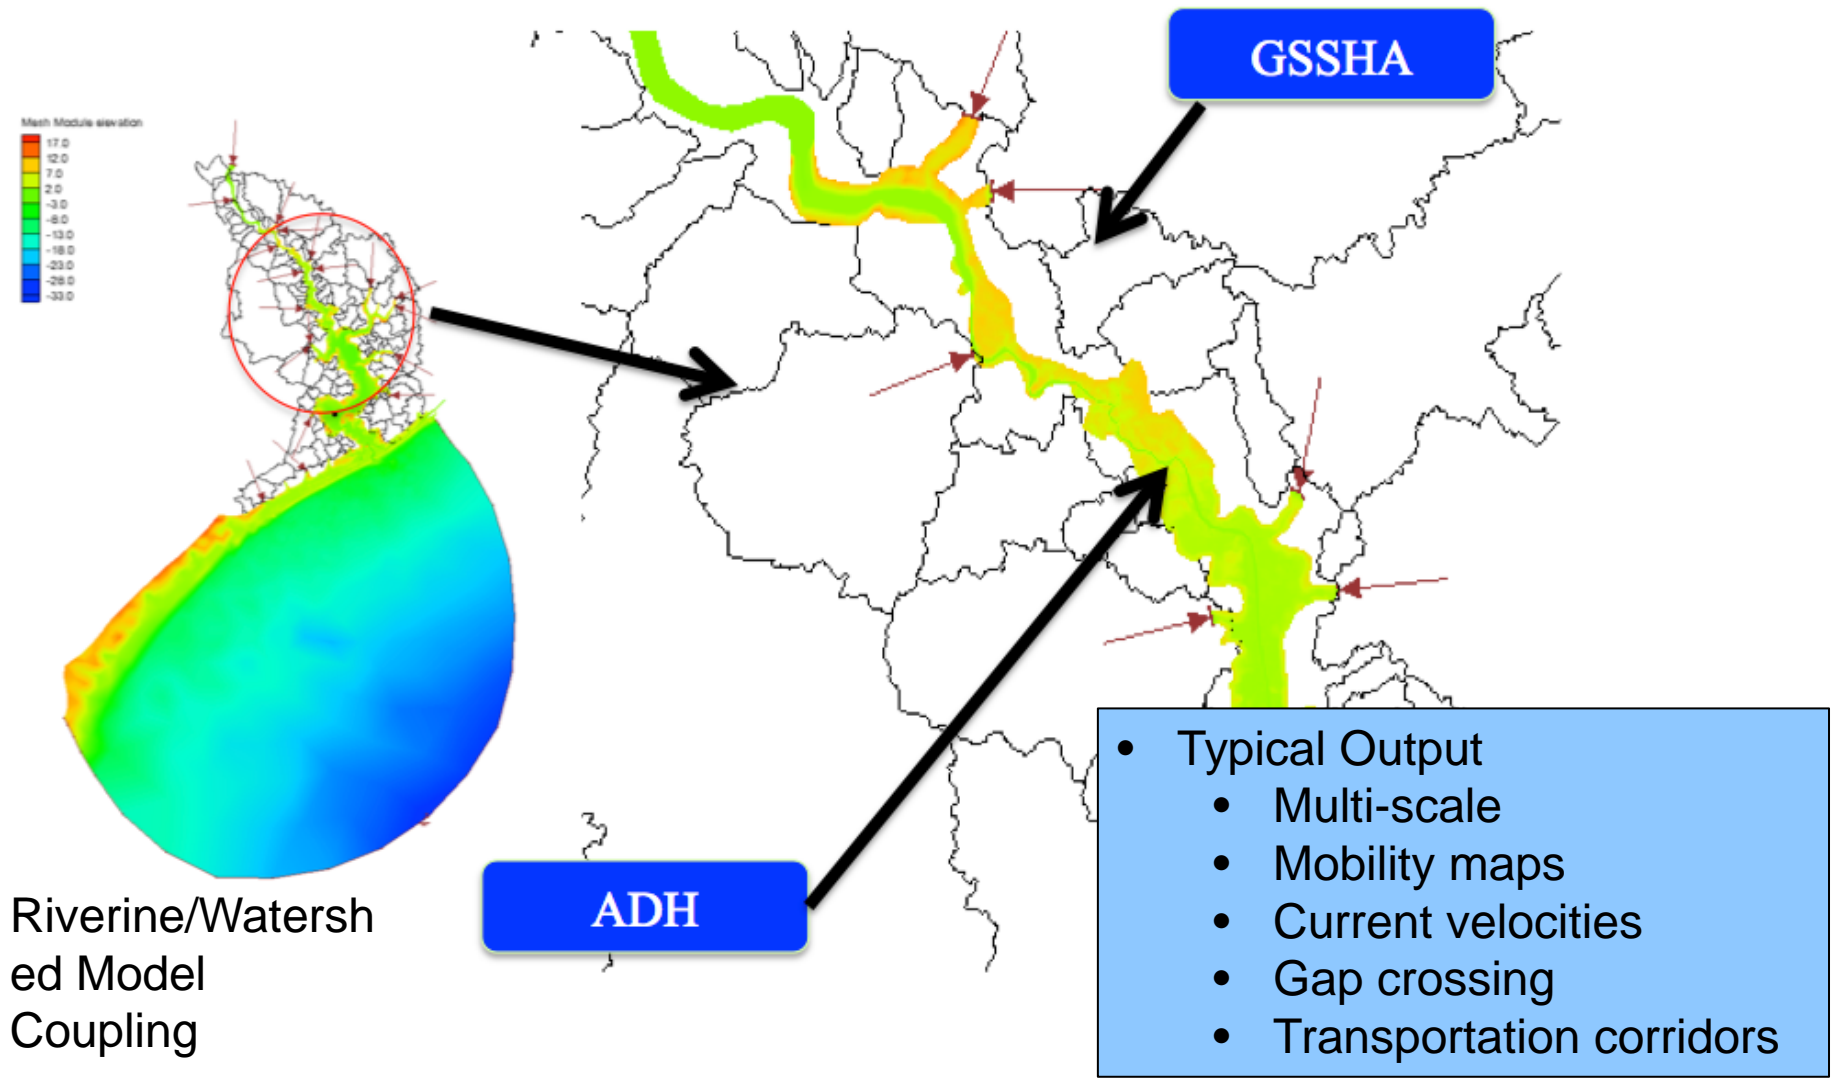 GSSHA
Mesh Module elevation
17.0
12.0
7.0
2.0
-3.0
-8.0
-13.0
-18.0
-23.0
-28.0
-33.0
ADH
Riverine/Watersh
ed Model
Coupling
• Typical Output
• Multi-scale
• Mobility maps
• Current velocities
• Gap crossing
• Transportation corridors